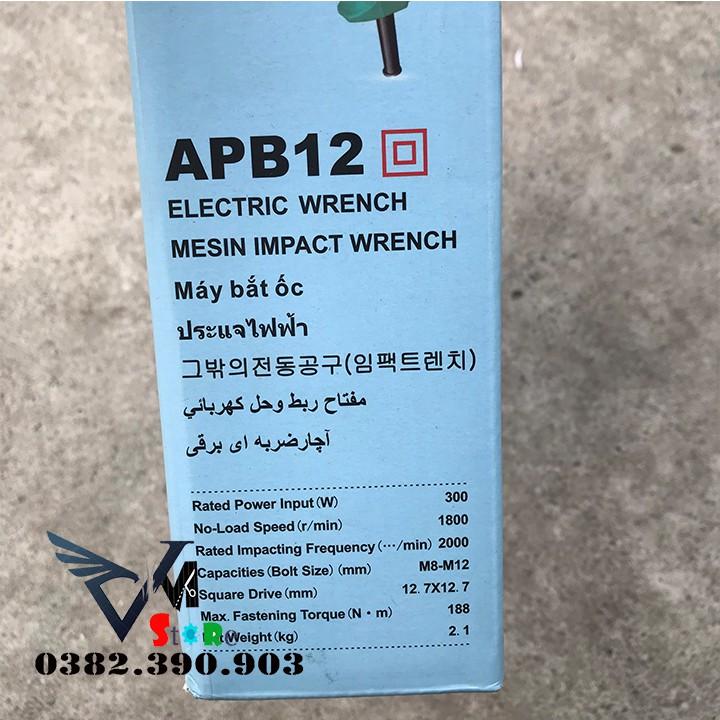 APB12
ELECTRIC WRENCH
MESIN IMPACT WRENCH
Máy bắt ốc
ประแจไฟฟ้า
그밖의전동공구(임팩트렌치)
مفتاح ربط وحل كهربائي
آچارضربه ای برقی
Rated Power Input(W) 300
No-Load Speed(r/min) 1800
Rated Impacting Frequency(···/min) 2000
Capacities(Bolt Size)(mm) M8-M12
Square Drive(mm) 12.7X12.7
Max. Fastening Torque(N·m) 188
Weight(kg) 2.1
VM
StoRe
0382.390.903